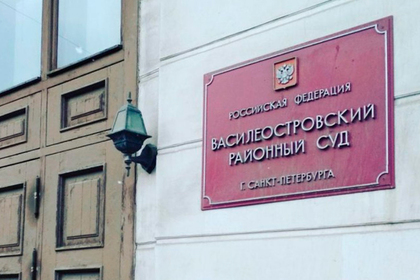 РОССИЙСКАЯ ФЕДЕРАЦИЯ
ВАСИЛЕОСТРОВСКИЙ
РАЙОННЫЙ СУД
Г. САНКТ-ПЕТЕРБУРГА